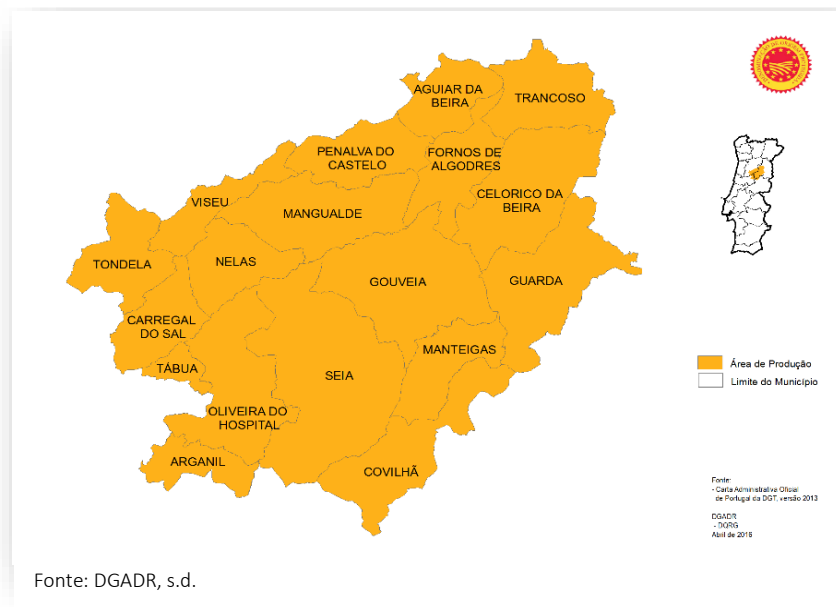 AGUIAR DA
BEIRA
TRANCOSO
PENALVA DO
CASTELO
FORNOS DE
ALGODRES
CELORICO DA
BEIRA
VISEU
MANGUALDE
TONDELA
NELAS
GOUVEIA
GUARDA
CARREGAL
DO SAL
MANTEIGAS
TÁBUA
SEIA
OLIVEIRA DO
HOSPITAL
ARGANIL
COVILHÃ
Área de Produção
Limite do Município
Fonte:
- Carta Administrativa Oficial
de Portugal da DGT, versão 2013
DGADR
- DQRG
Abril de 2016
Fonte: DGADR, s.d.